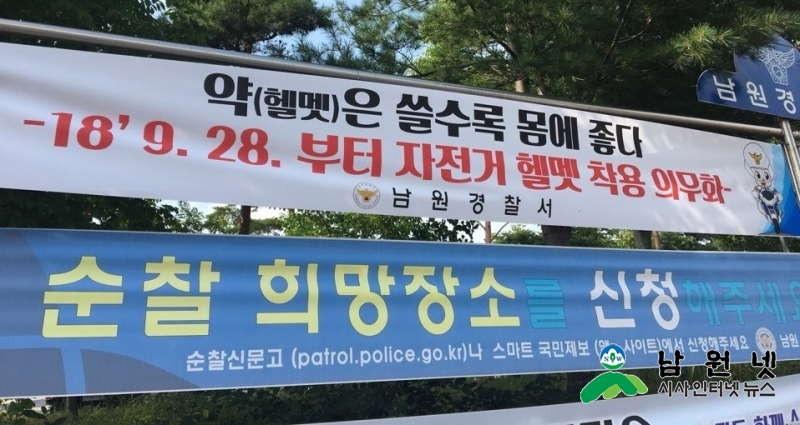 약(헬멧)은 쓸수록 몸에 좋다
-18' 9. 28. 부터 자전거 헬멧 착용 의무화-
남원경찰서
남원경
순찰 희망장소를 신청해주세요
순찰신문고 (patrol.police.go.kr)나 스마트 국민제보 (앱, 사이트)에서 신청해주세요
남원
NOW
남원넷
시사인터넷뉴스